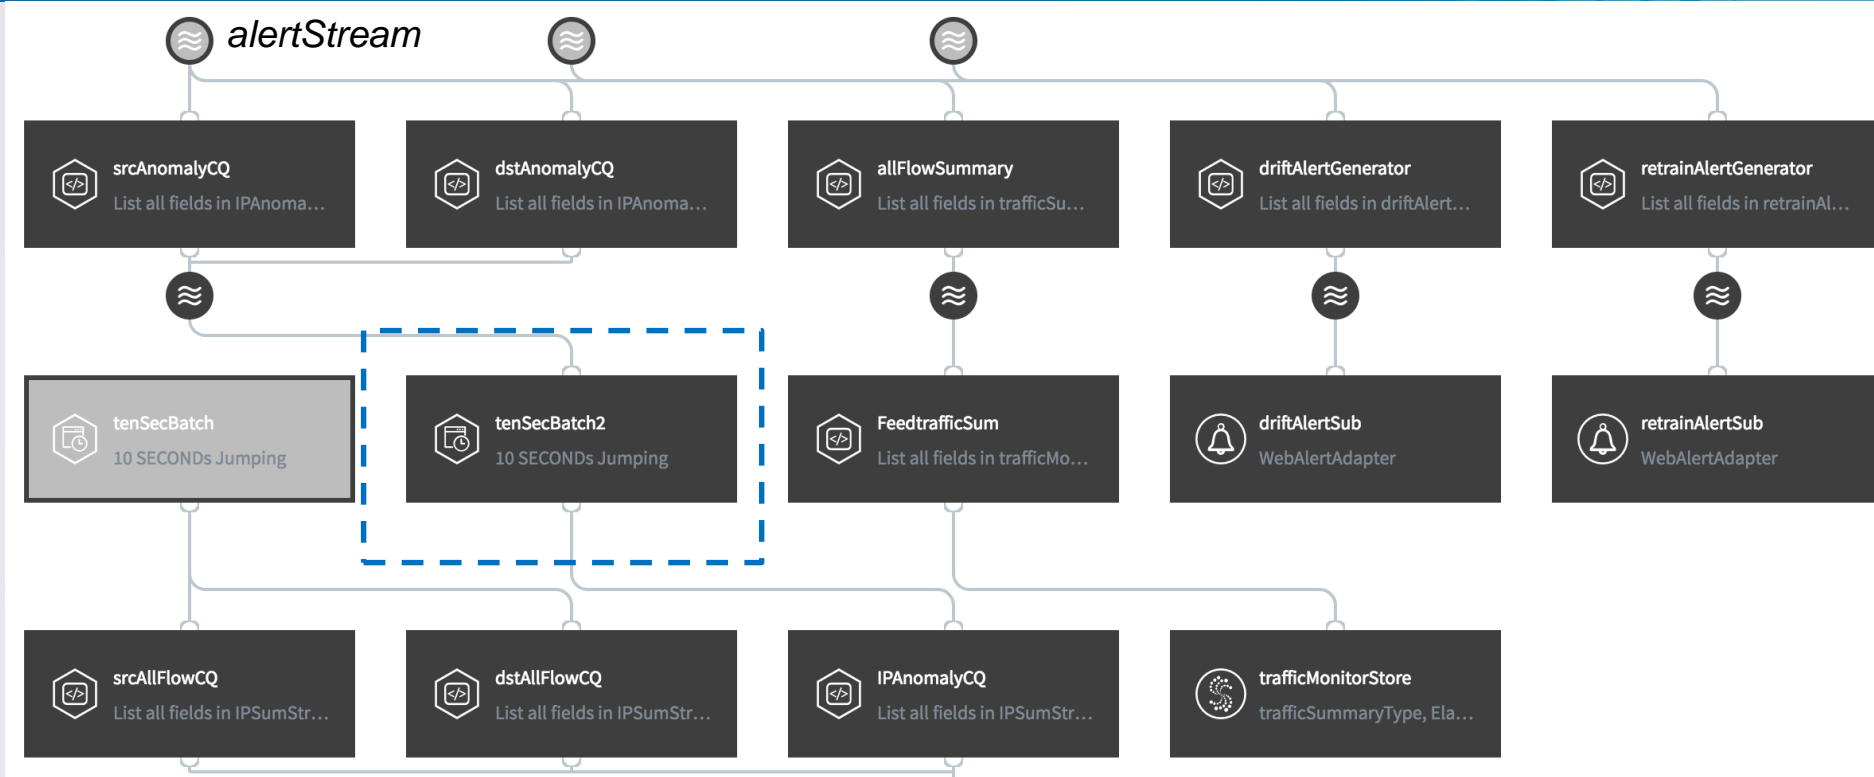 alertStream
srcAnomalyCQ
List all fields in IPAnoma...
dstAnomalyCQ
List all fields in IPAnoma...
allFlowSummary
List all fields in trafficSu...
driftAlertGenerator
List all fields in driftAlert...
retrainAlertGenerator
List all fields in retrainAl...
tenSecBatch
10 SECONDs Jumping
tenSecBatch2
10 SECONDs Jumping
FeedtrafficSum
List all fields in trafficMo...
driftAlertSub
WebAlertAdapter
retrainAlertSub
WebAlertAdapter
srcAllFlowCQ
List all fields in IPSumStr...
dstAllFlowCQ
List all fields in IPSumStr...
IPAnomalyCQ
List all fields in IPSumStr...
trafficMonitorStore
trafficSummaryType, Ela...